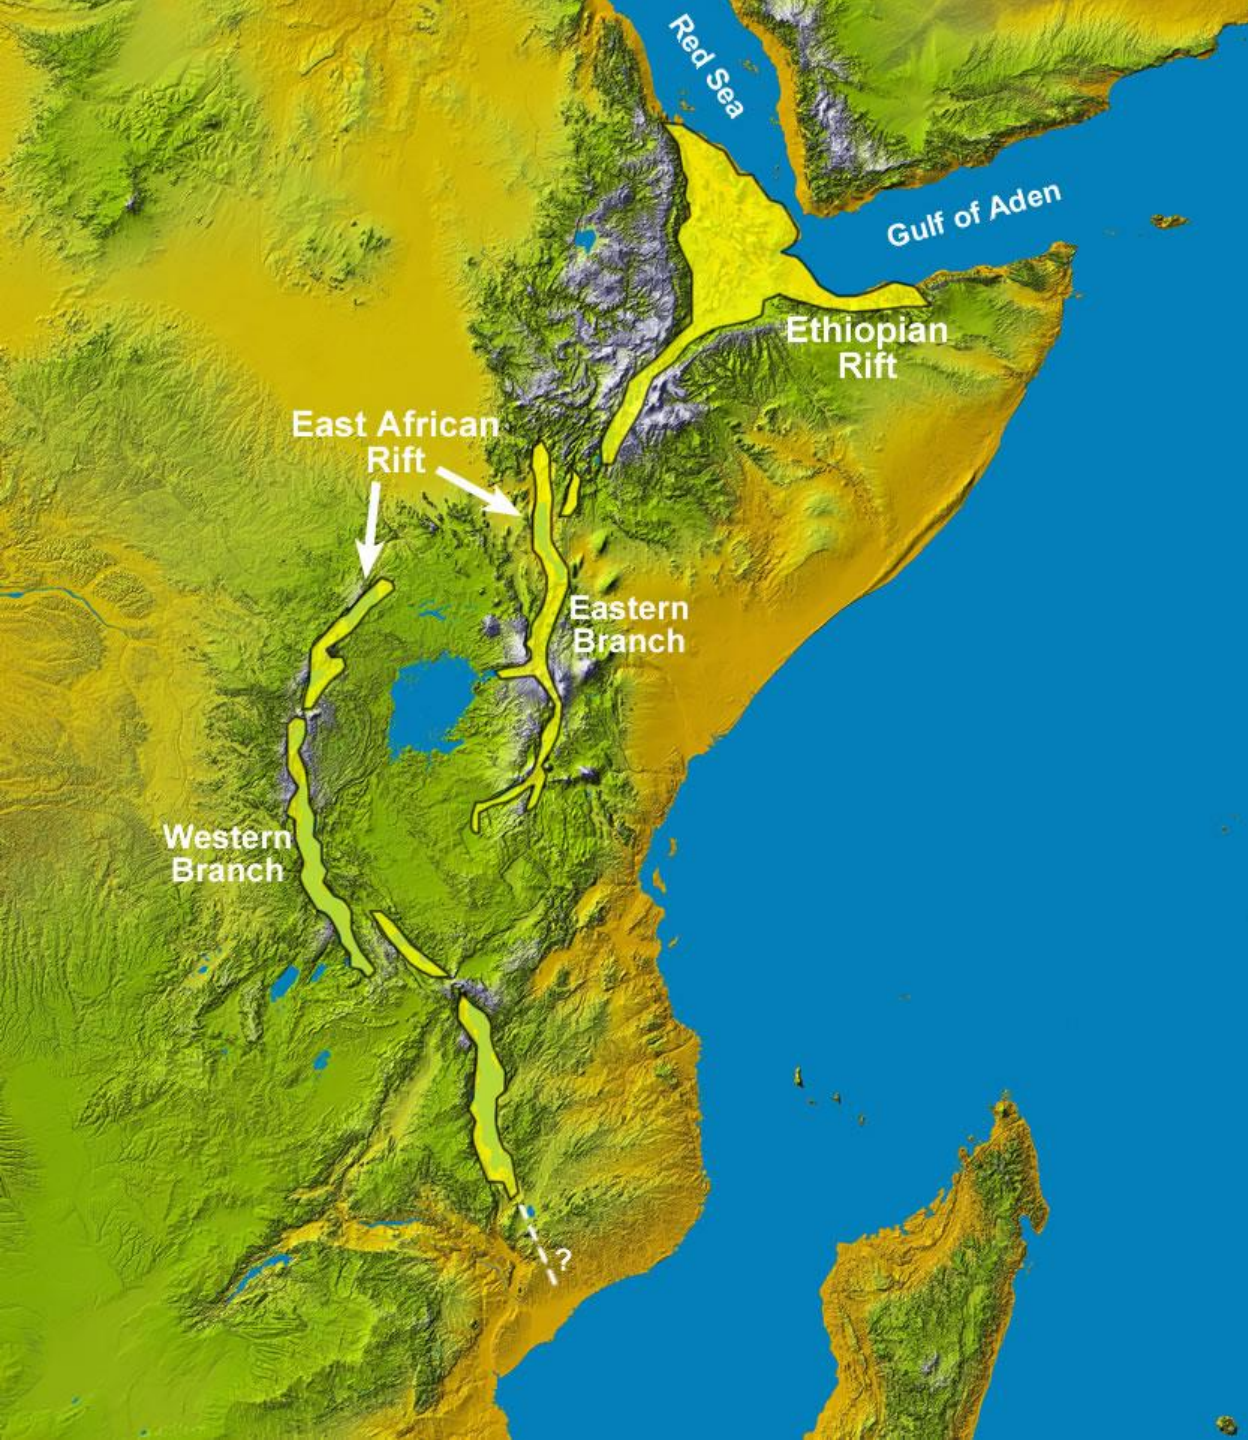 Red Sea
Gulf of Aden
Ethiopian
Rift
East African
Rift
Eastern
Branch
Western
Branch
?